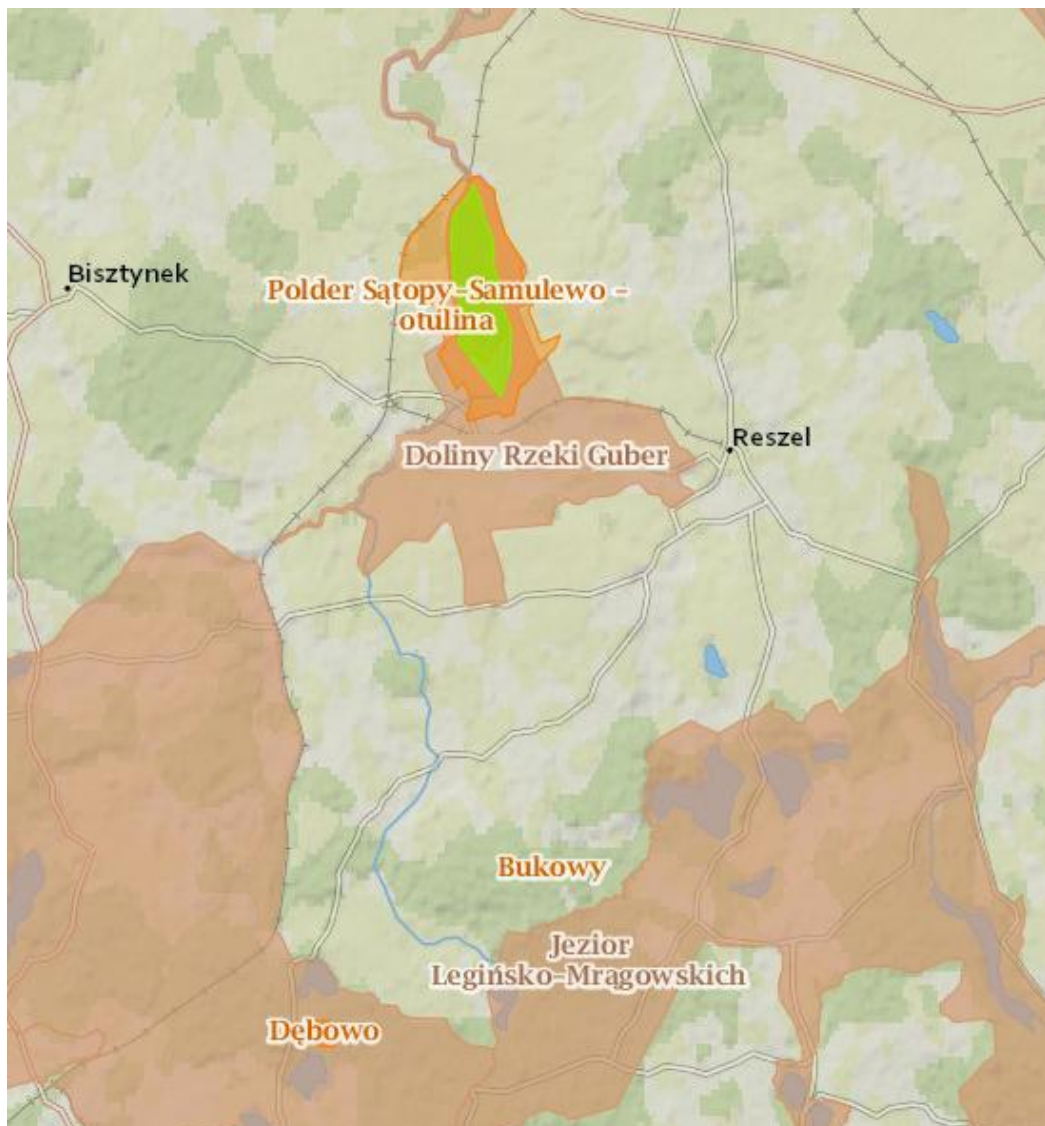 Bisztynek
Polder Sątopy-Samulewo -
otulina
Reszel
Doliny Rzeki Guber
Bukowy
Jezior
Legińsko-Mrągowskich
Dębowo